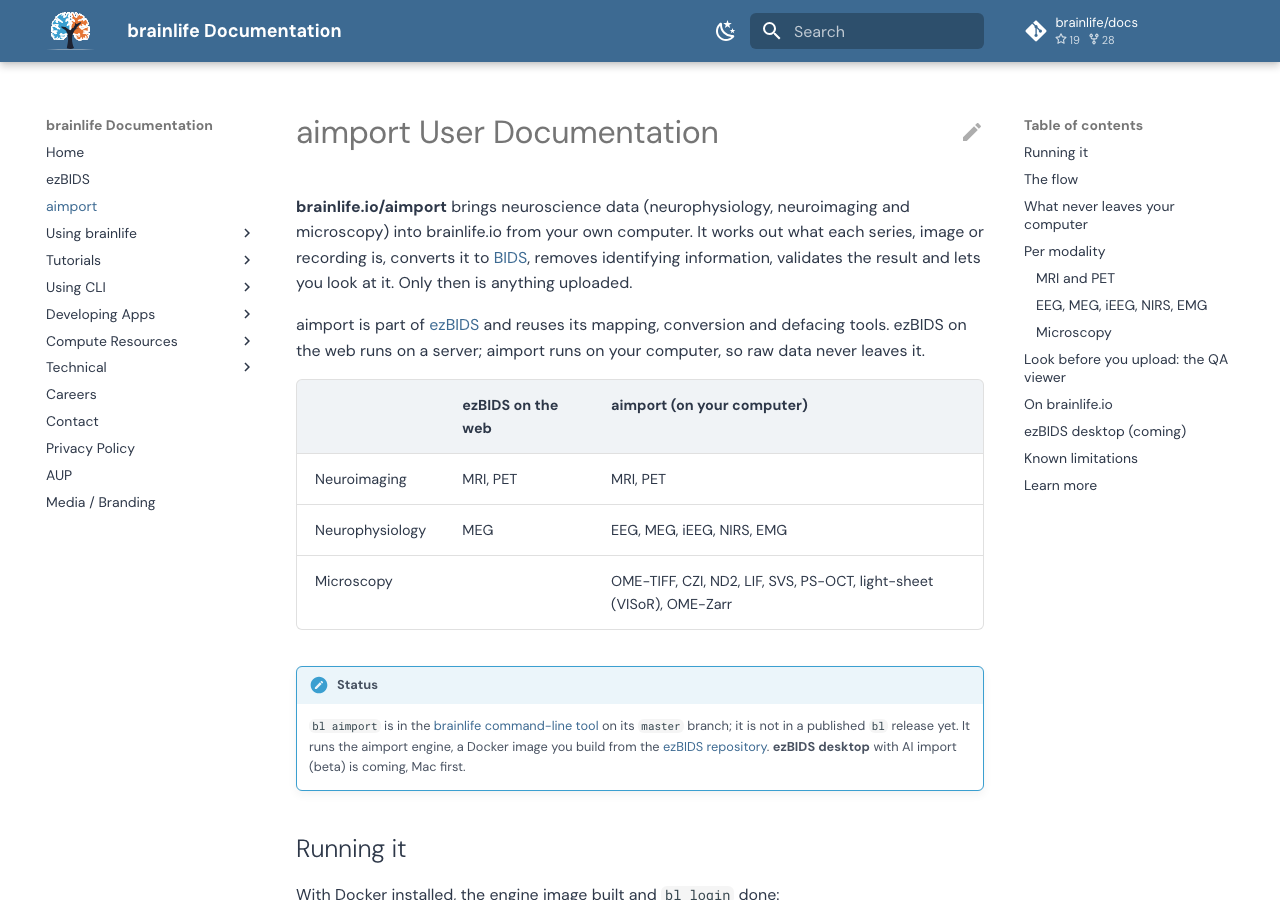 brainlife Documentation
Search
brainlife/docs
19 28
brainlife Documentation
Home
ezBIDS
aimport
Using brainlife
Tutorials
Using CLI
Developing Apps
Compute Resources
Technical
Careers
Contact
Privacy Policy
AUP
Media / Branding
aimport User Documentation
brainlife.io/aimport brings neuroscience data (neurophysiology, neuroimaging and
microscopy) into brainlife.io from your own computer. It works out what each series, image or
recording is, converts it to BIDS, removes identifying information, validates the result and lets
you look at it. Only then is anything uploaded.
aimport is part of ezBIDS and reuses its mapping, conversion and defacing tools. ezBIDS on
the web runs on a server; aimport runs on your computer, so raw data never leaves it.
ezBIDS on the
web
aimport (on your computer)
Neuroimaging MRI, PET MRI, PET
Neurophysiology MEG EEG, MEG, iEEG, NIRS, EMG
Microscopy OME-TIFF, CZI, ND2, LIF, SVS, PS-OCT, light-sheet
(VISoR), OME-Zarr
Status
bl aimport is in the brainlife command-line tool on its master branch; it is not in a published bl release yet. It
runs the aimport engine, a Docker image you build from the ezBIDS repository. ezBIDS desktop with AI import
(beta) is coming, Mac first.
Running it
With Docker installed, the engine image built and bl login done:
Table of contents
Running it
The flow
What never leaves your
computer
Per modality
MRI and PET
EEG, MEG, iEEG, NIRS, EMG
Microscopy
Look before you upload: the QA
viewer
On brainlife.io
ezBIDS desktop (coming)
Known limitations
Learn more